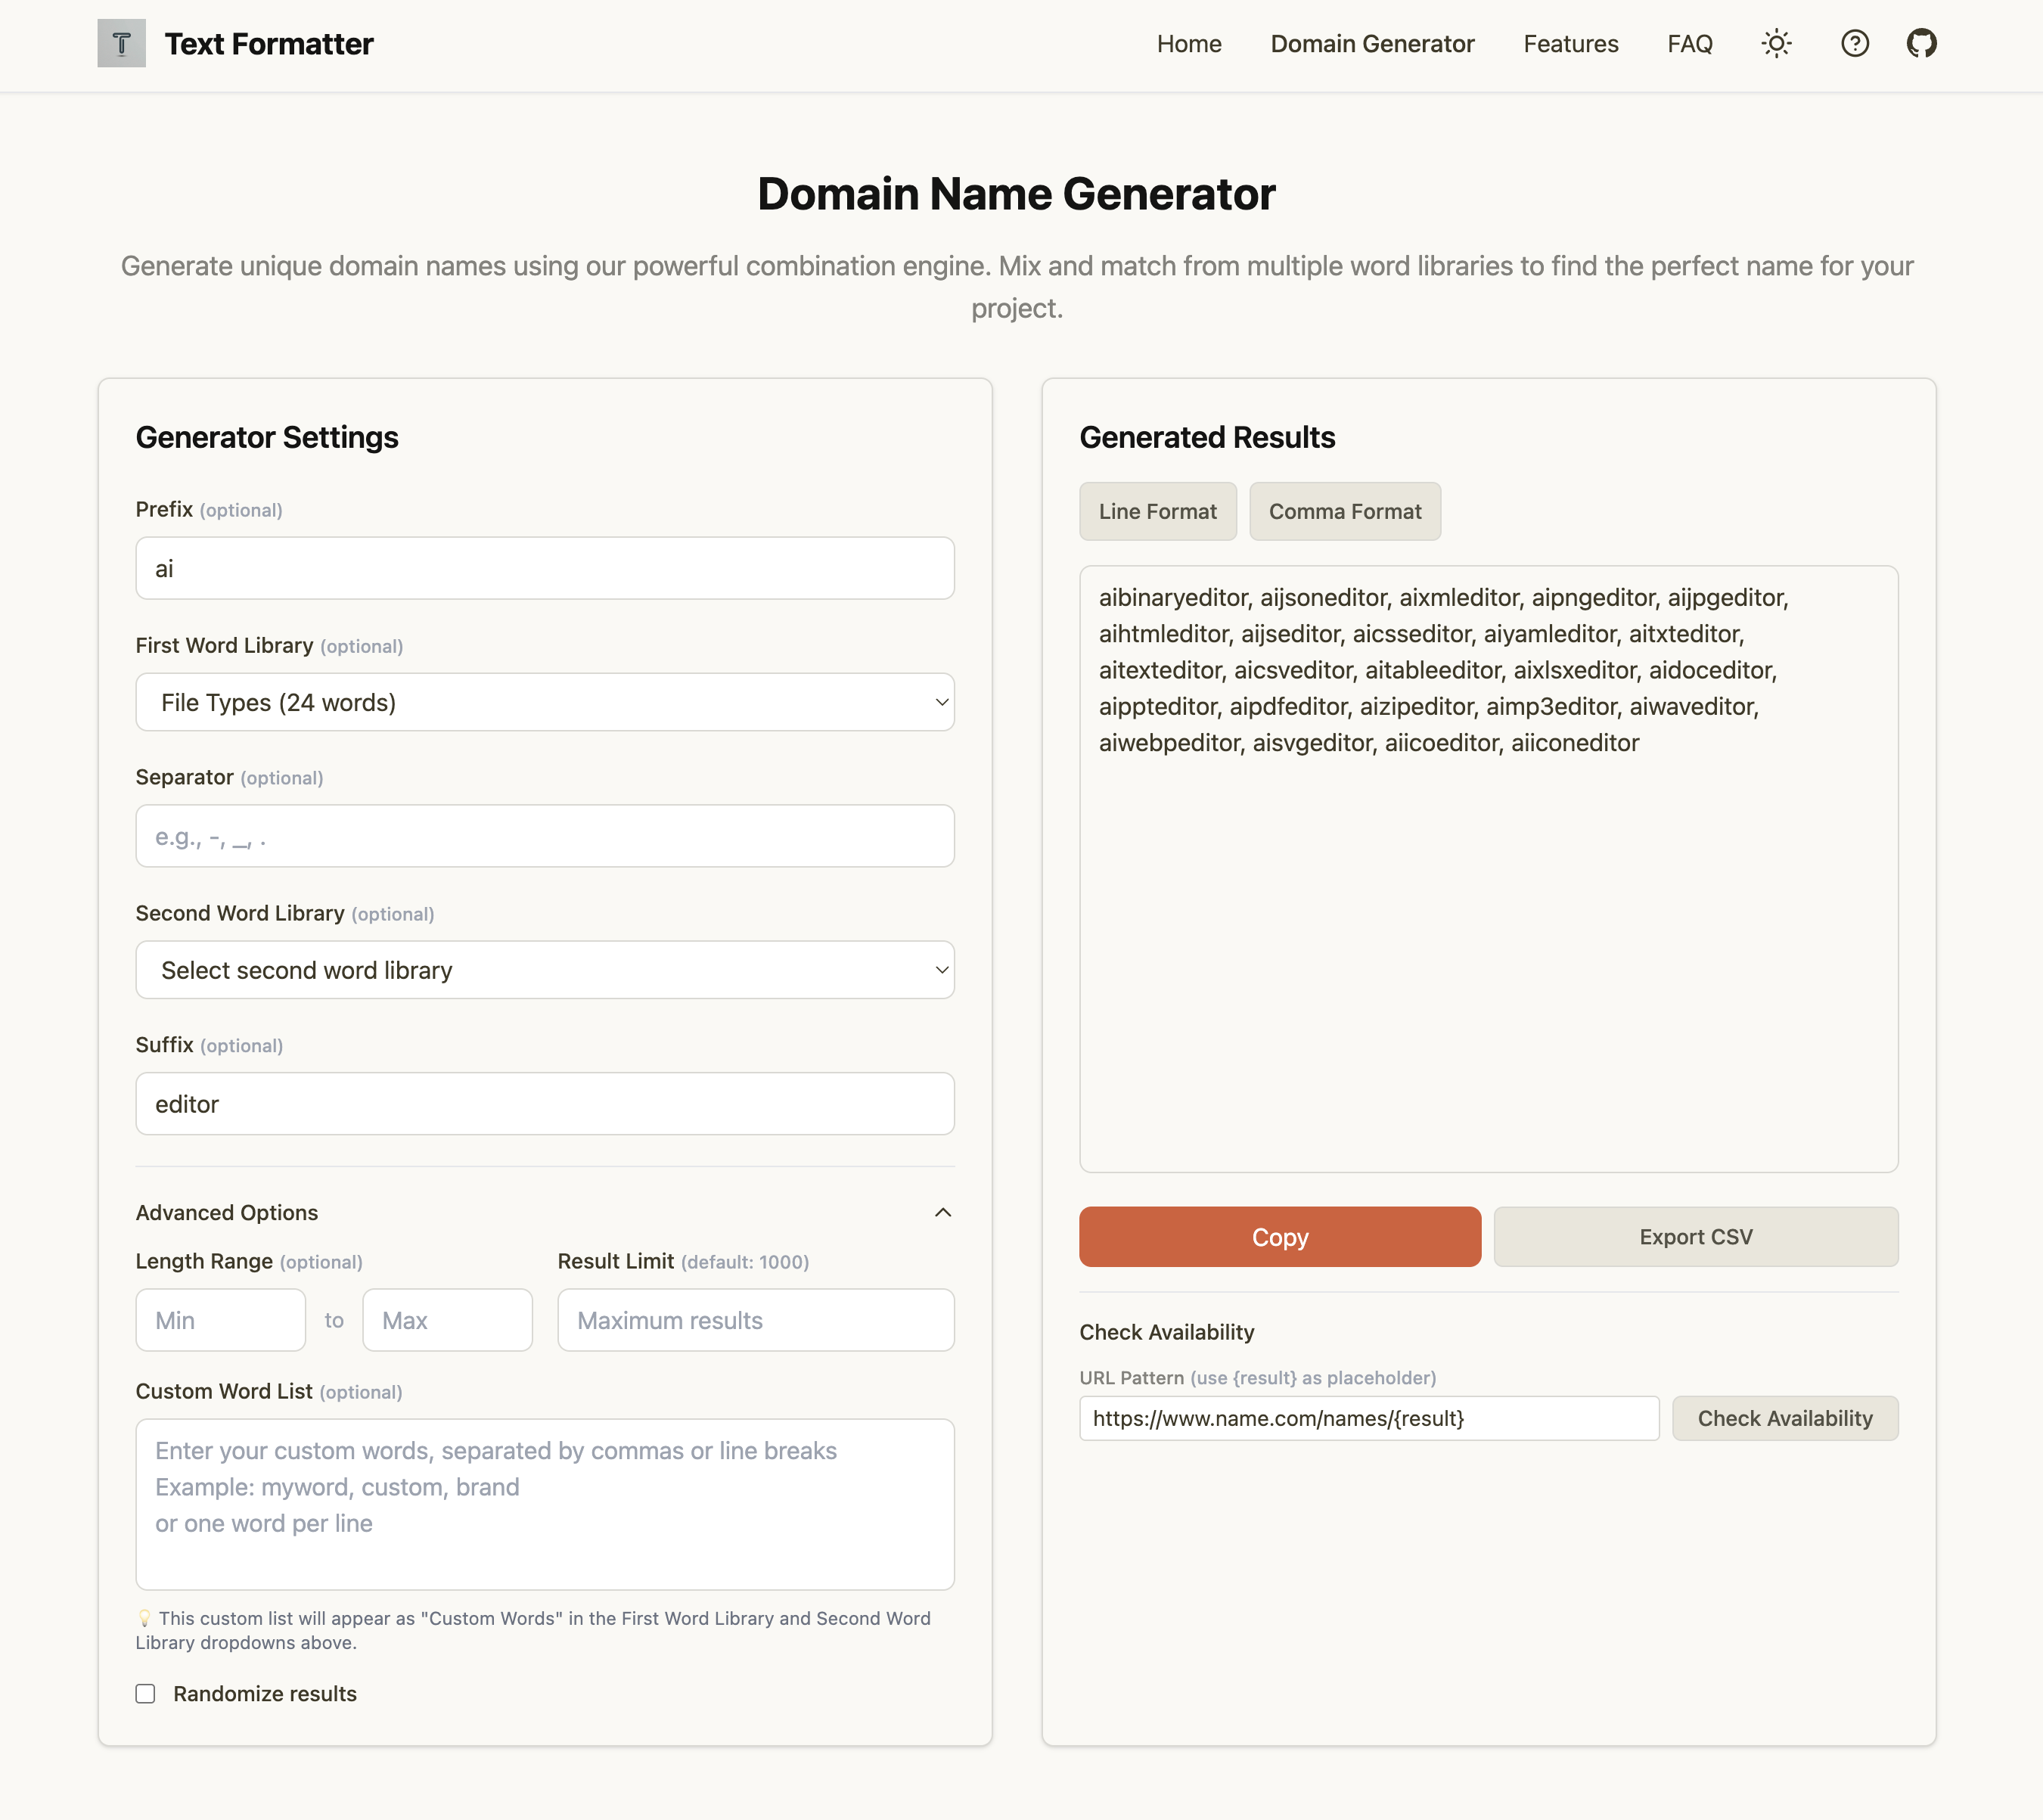 T
Text Formatter
Home
Domain Generator
Features
FAQ
Domain Name Generator
Generate unique domain names using our powerful combination engine. Mix and match from multiple word libraries to find the perfect name for your
project.
Generator Settings
Prefix (optional)
ai
First Word Library (optional)
File Types (24 words)
Separator (optional)
e.g., -, _, .
Second Word Library (optional)
Select second word library
Suffix (optional)
editor
Advanced Options
Length Range (optional)
Min
to
Max
Result Limit (default: 1000)
Maximum results
Custom Word List (optional)
Enter your custom words, separated by commas or line breaks
Example: myword, custom, brand
or one word per line
💡 This custom list will appear as "Custom Words" in the First Word Library and Second Word
Library dropdowns above.
Randomize results
Generated Results
Line Format
Comma Format
aibinaryeditor, aijsoneditor, aixmleditor, aipngeditor, aijpgeditor,
aihtmleditor, aijseditor, aicsseditor, aiyamleditor, aitxteditor,
aitexteditor, aicsveditor, aitableeditor, aixlsxeditor, aidoceditor,
aippteditor, aipdfeditor, aizipeditor, aimp3editor, aiwaveditor,
aiwebpeditor, aisvgeditor, aiicoeditor, aiiconeditor
Copy
Export CSV
Check Availability
URL Pattern (use {result} as placeholder)
https://www.name.com/names/{result}
Check Availability